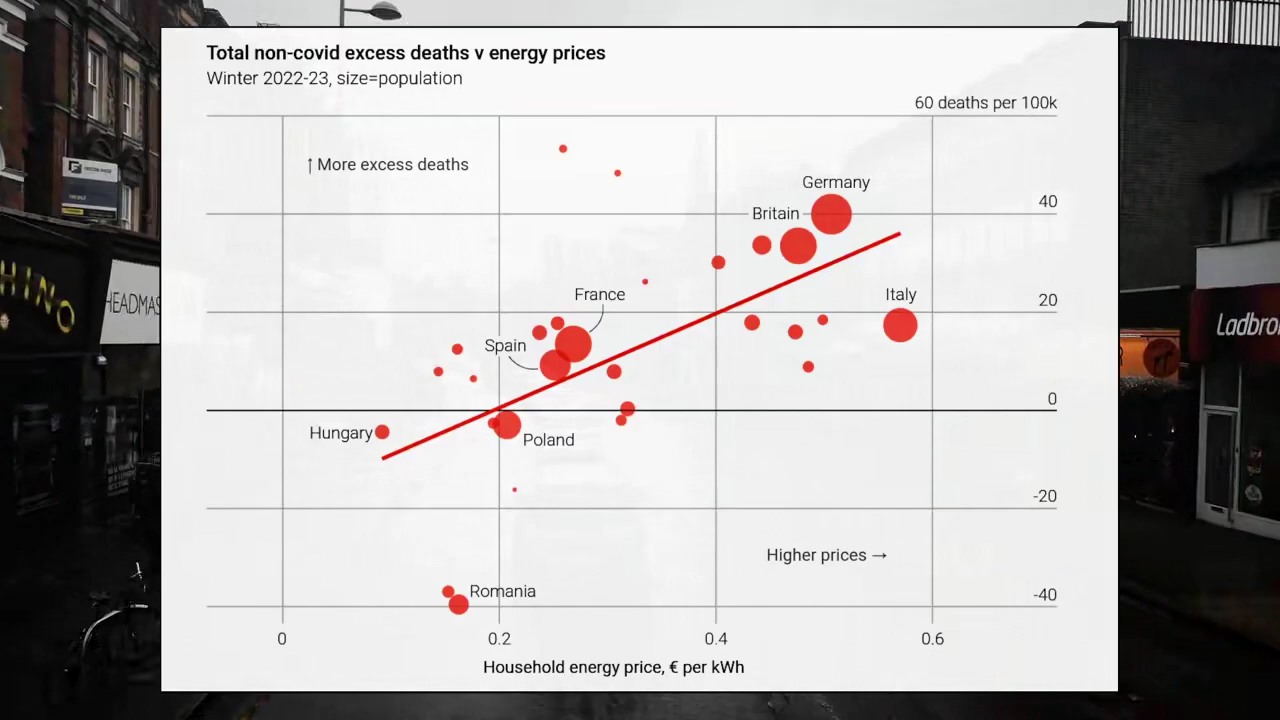 Total non-covid excess deaths v energy prices
Winter 2022-23, size=population
60 deaths per 100k
↑ More excess deaths
Germany
40
Britain
France
Italy
20
Spain
0
Hungary
Poland
-20
Higher prices →
Romania
-40
0 0.2 0.4 0.6
Household energy price, € per kWh
HINO
HEADMAS
Ladbro